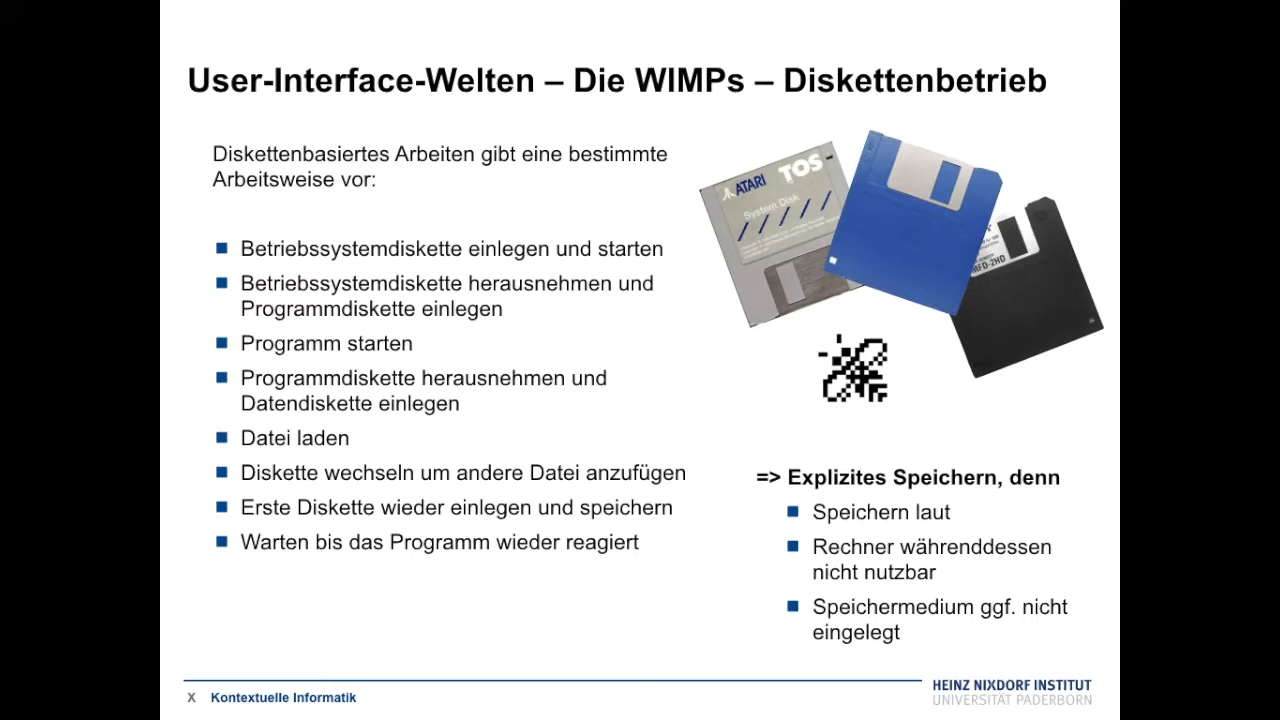 User-Interface-Welten – Die WIMPs – Diskettenbetrieb
Diskettenbasiertes Arbeiten gibt eine bestimmte
Arbeitsweise vor:
Betriebssystemdiskette einlegen und starten
Betriebssystemdiskette herausnehmen und
Programmdiskette einlegen
Programm starten
Programmdiskette herausnehmen und
Datendiskette einlegen
Datei laden
Diskette wechseln um andere Datei anzufügen
Erste Diskette wieder einlegen und speichern
Warten bis das Programm wieder reagiert
ATARI TOS
System Disk
MFD-2HD
=> Explizites Speichern, denn
Speichern laut
Rechner währenddessen
nicht nutzbar
Speichermedium ggf. nicht
eingelegt
X Kontextuelle Informatik
HEINZ NIXDORF INSTITUT
UNIVERSITÄT PADERBORN